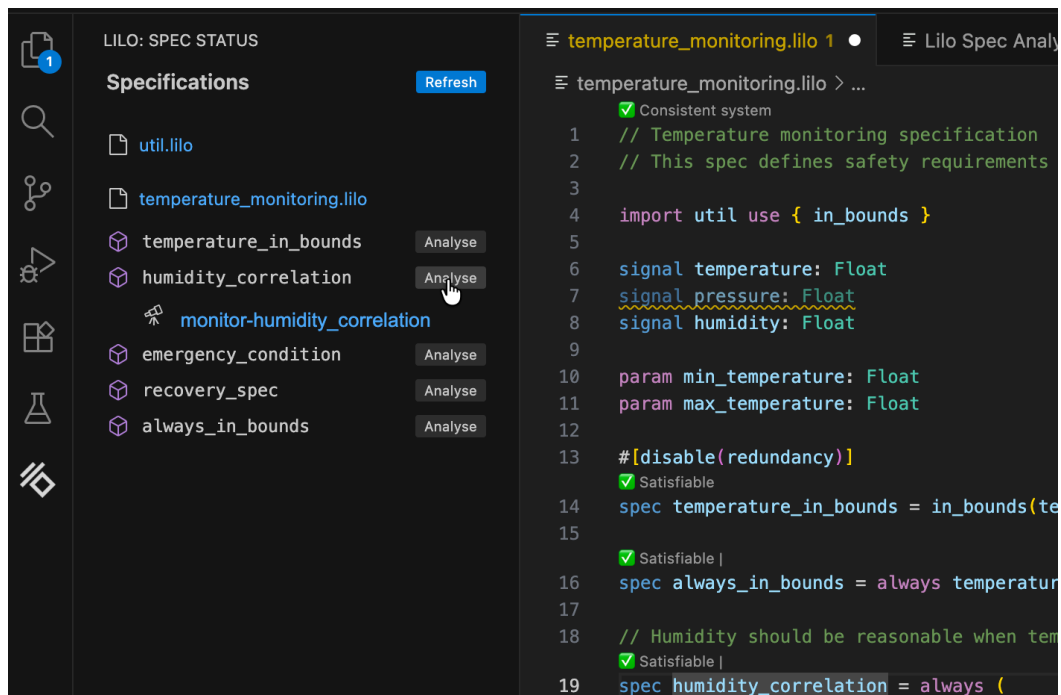 1
LILO: SPEC STATUS
Specifications
Refresh
util.lilo
temperature_monitoring.lilo
temperature_in_bounds Analyse
humidity_correlation Analyse
monitor-humidity_correlation
emergency_condition Analyse
recovery_spec Analyse
always_in_bounds Analyse
temperature_monitoring.lilo 1
Lilo Spec Analy
temperature_monitoring.lilo > ...
Consistent system
1 // Temperature monitoring specification
2 // This spec defines safety requirements
3
4 import util use { in_bounds }
5
6 signal temperature: Float
7 signal pressure: Float
8 signal humidity: Float
9
10 param min_temperature: Float
11 param max_temperature: Float
12
13 #[disable(redundancy)]
Satisfiable
14 spec temperature_in_bounds = in_bounds(te
15
Satisfiable |
16 spec always_in_bounds = always temperatur
17
18 // Humidity should be reasonable when tem
Satisfiable |
19 spec humidity_correlation = always (